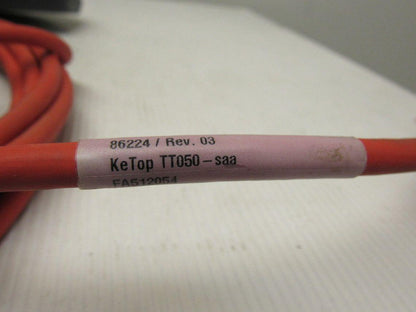 86224 / Rev. 03
KeTop TT050-saa
FA512054